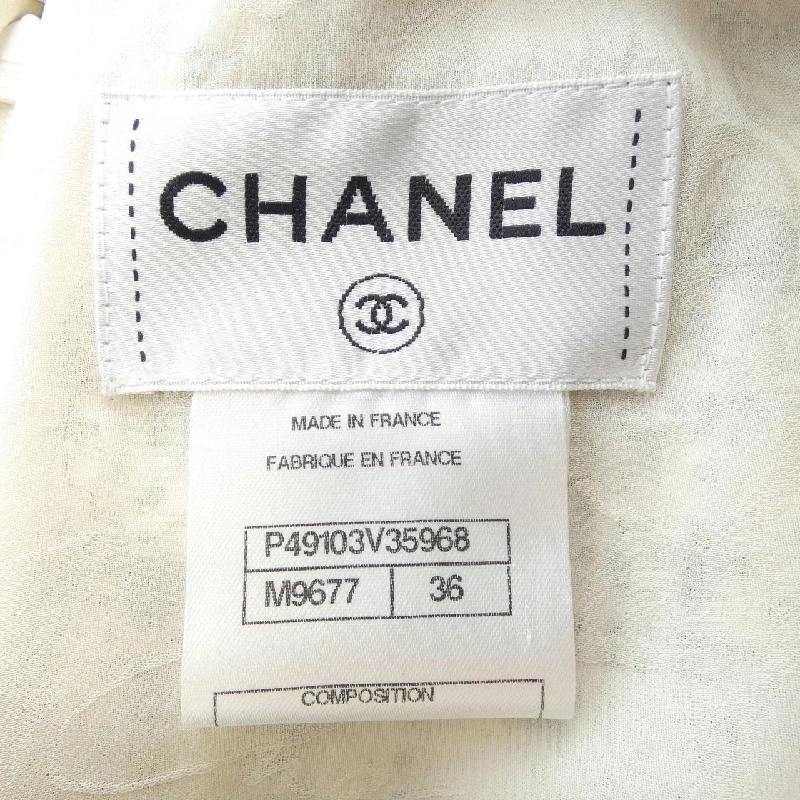 CHANEL
MADE IN FRANCE
FABRIQUE EN FRANCE
P49103V35968
M9677 36
COMPOSITION